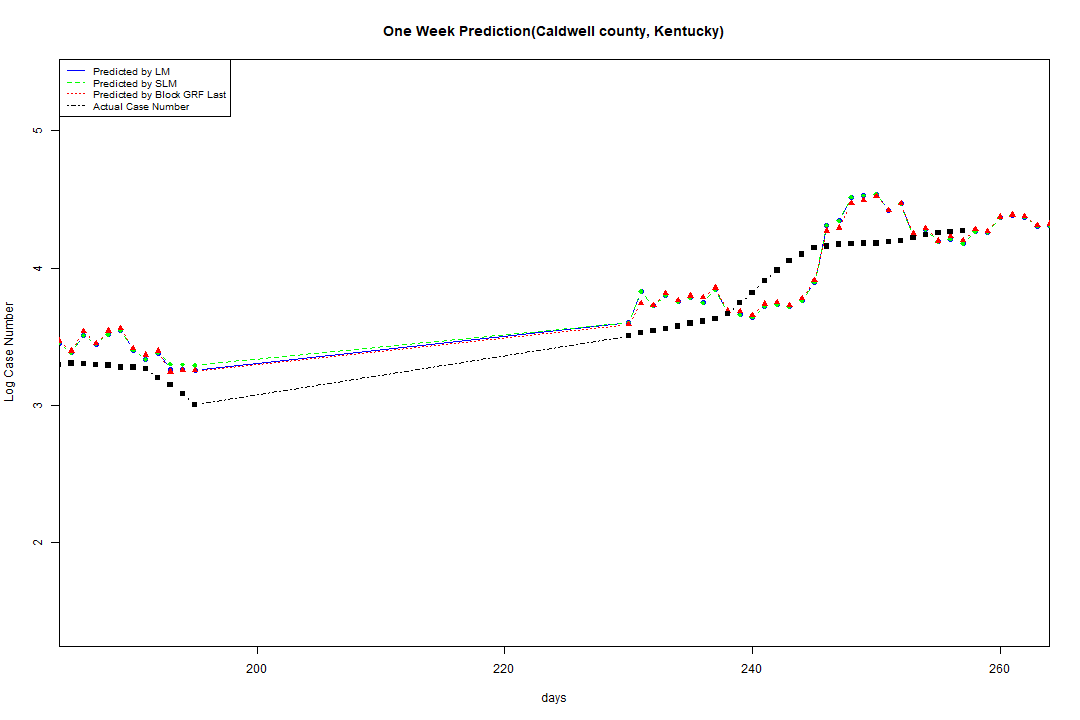 One Week Prediction(Caldwell county, Kentucky)
Predicted by LM
Predicted by SLM
Predicted by Block GRF Last
Actual Case Number
5
4
3
2
Log Case Number
200 220 240 260
days